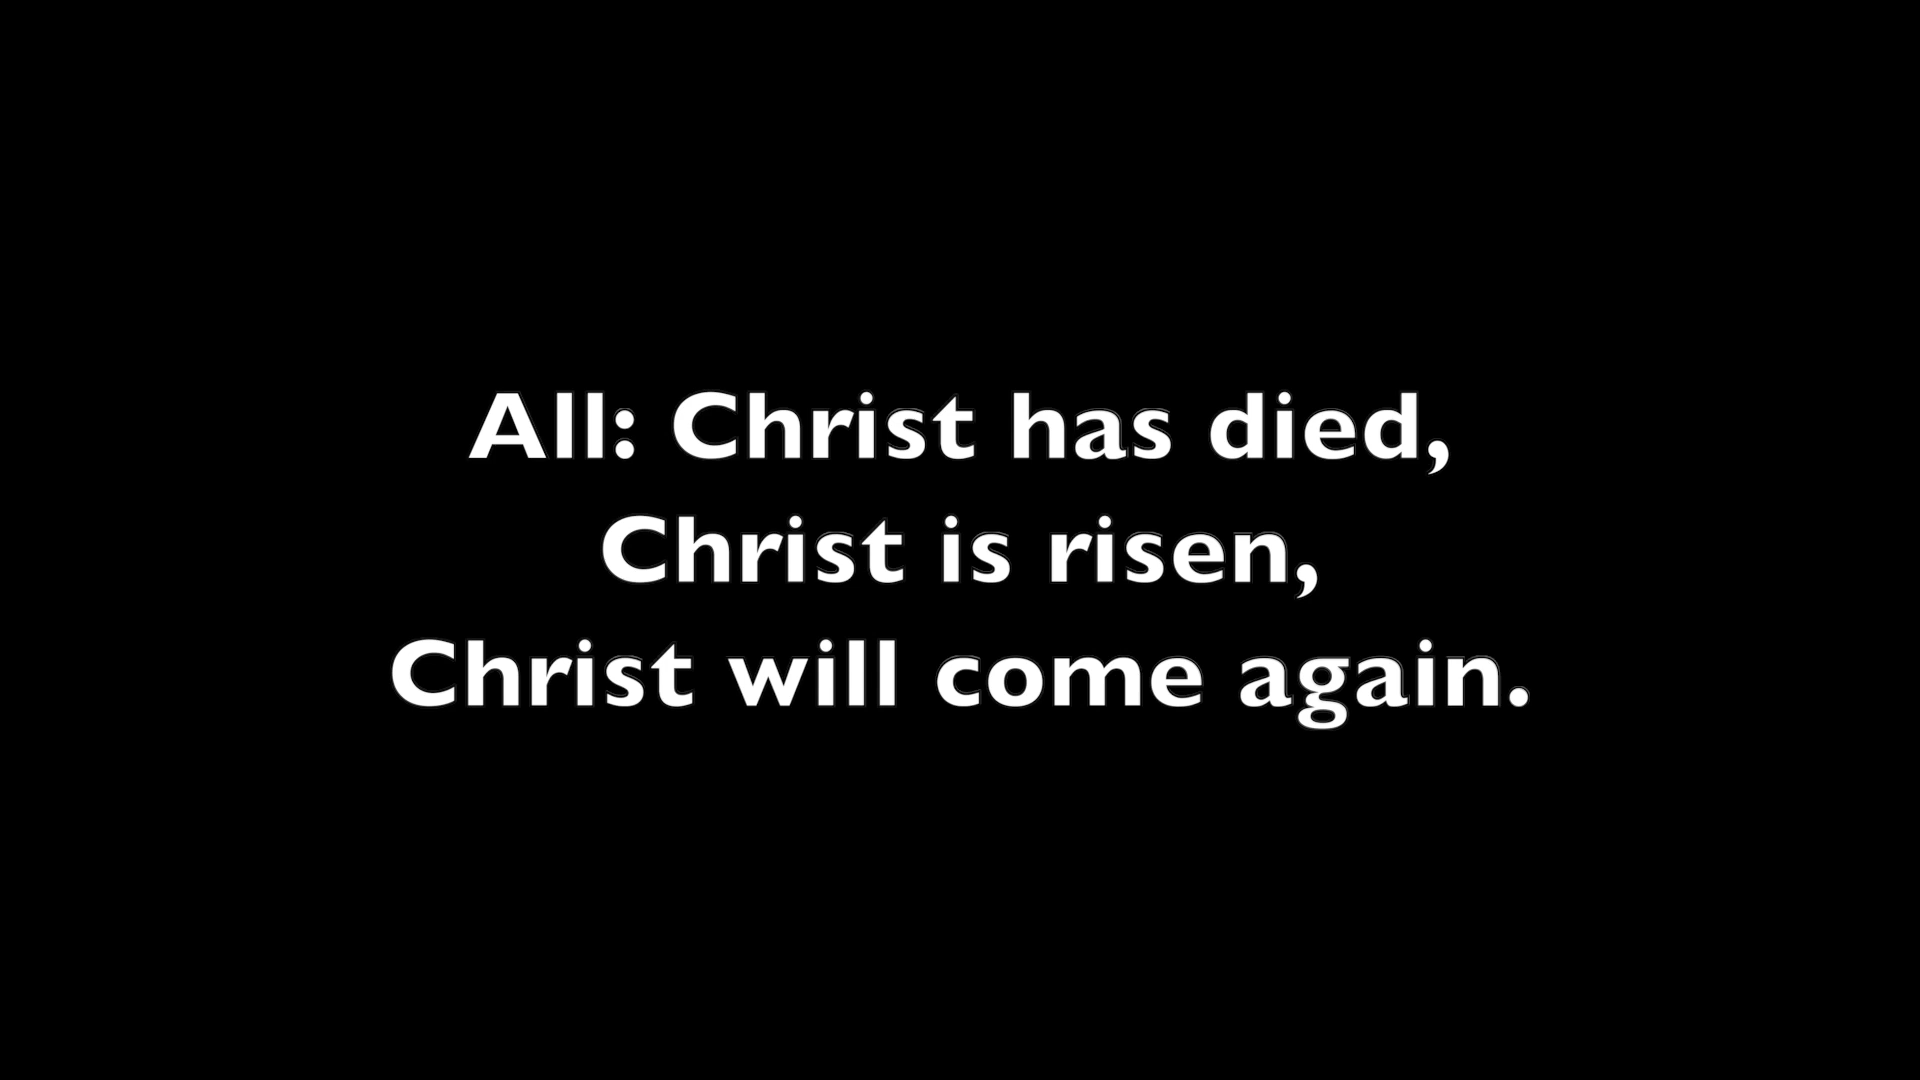 All: Christ has died,
Christ is risen,
Christ will come again.